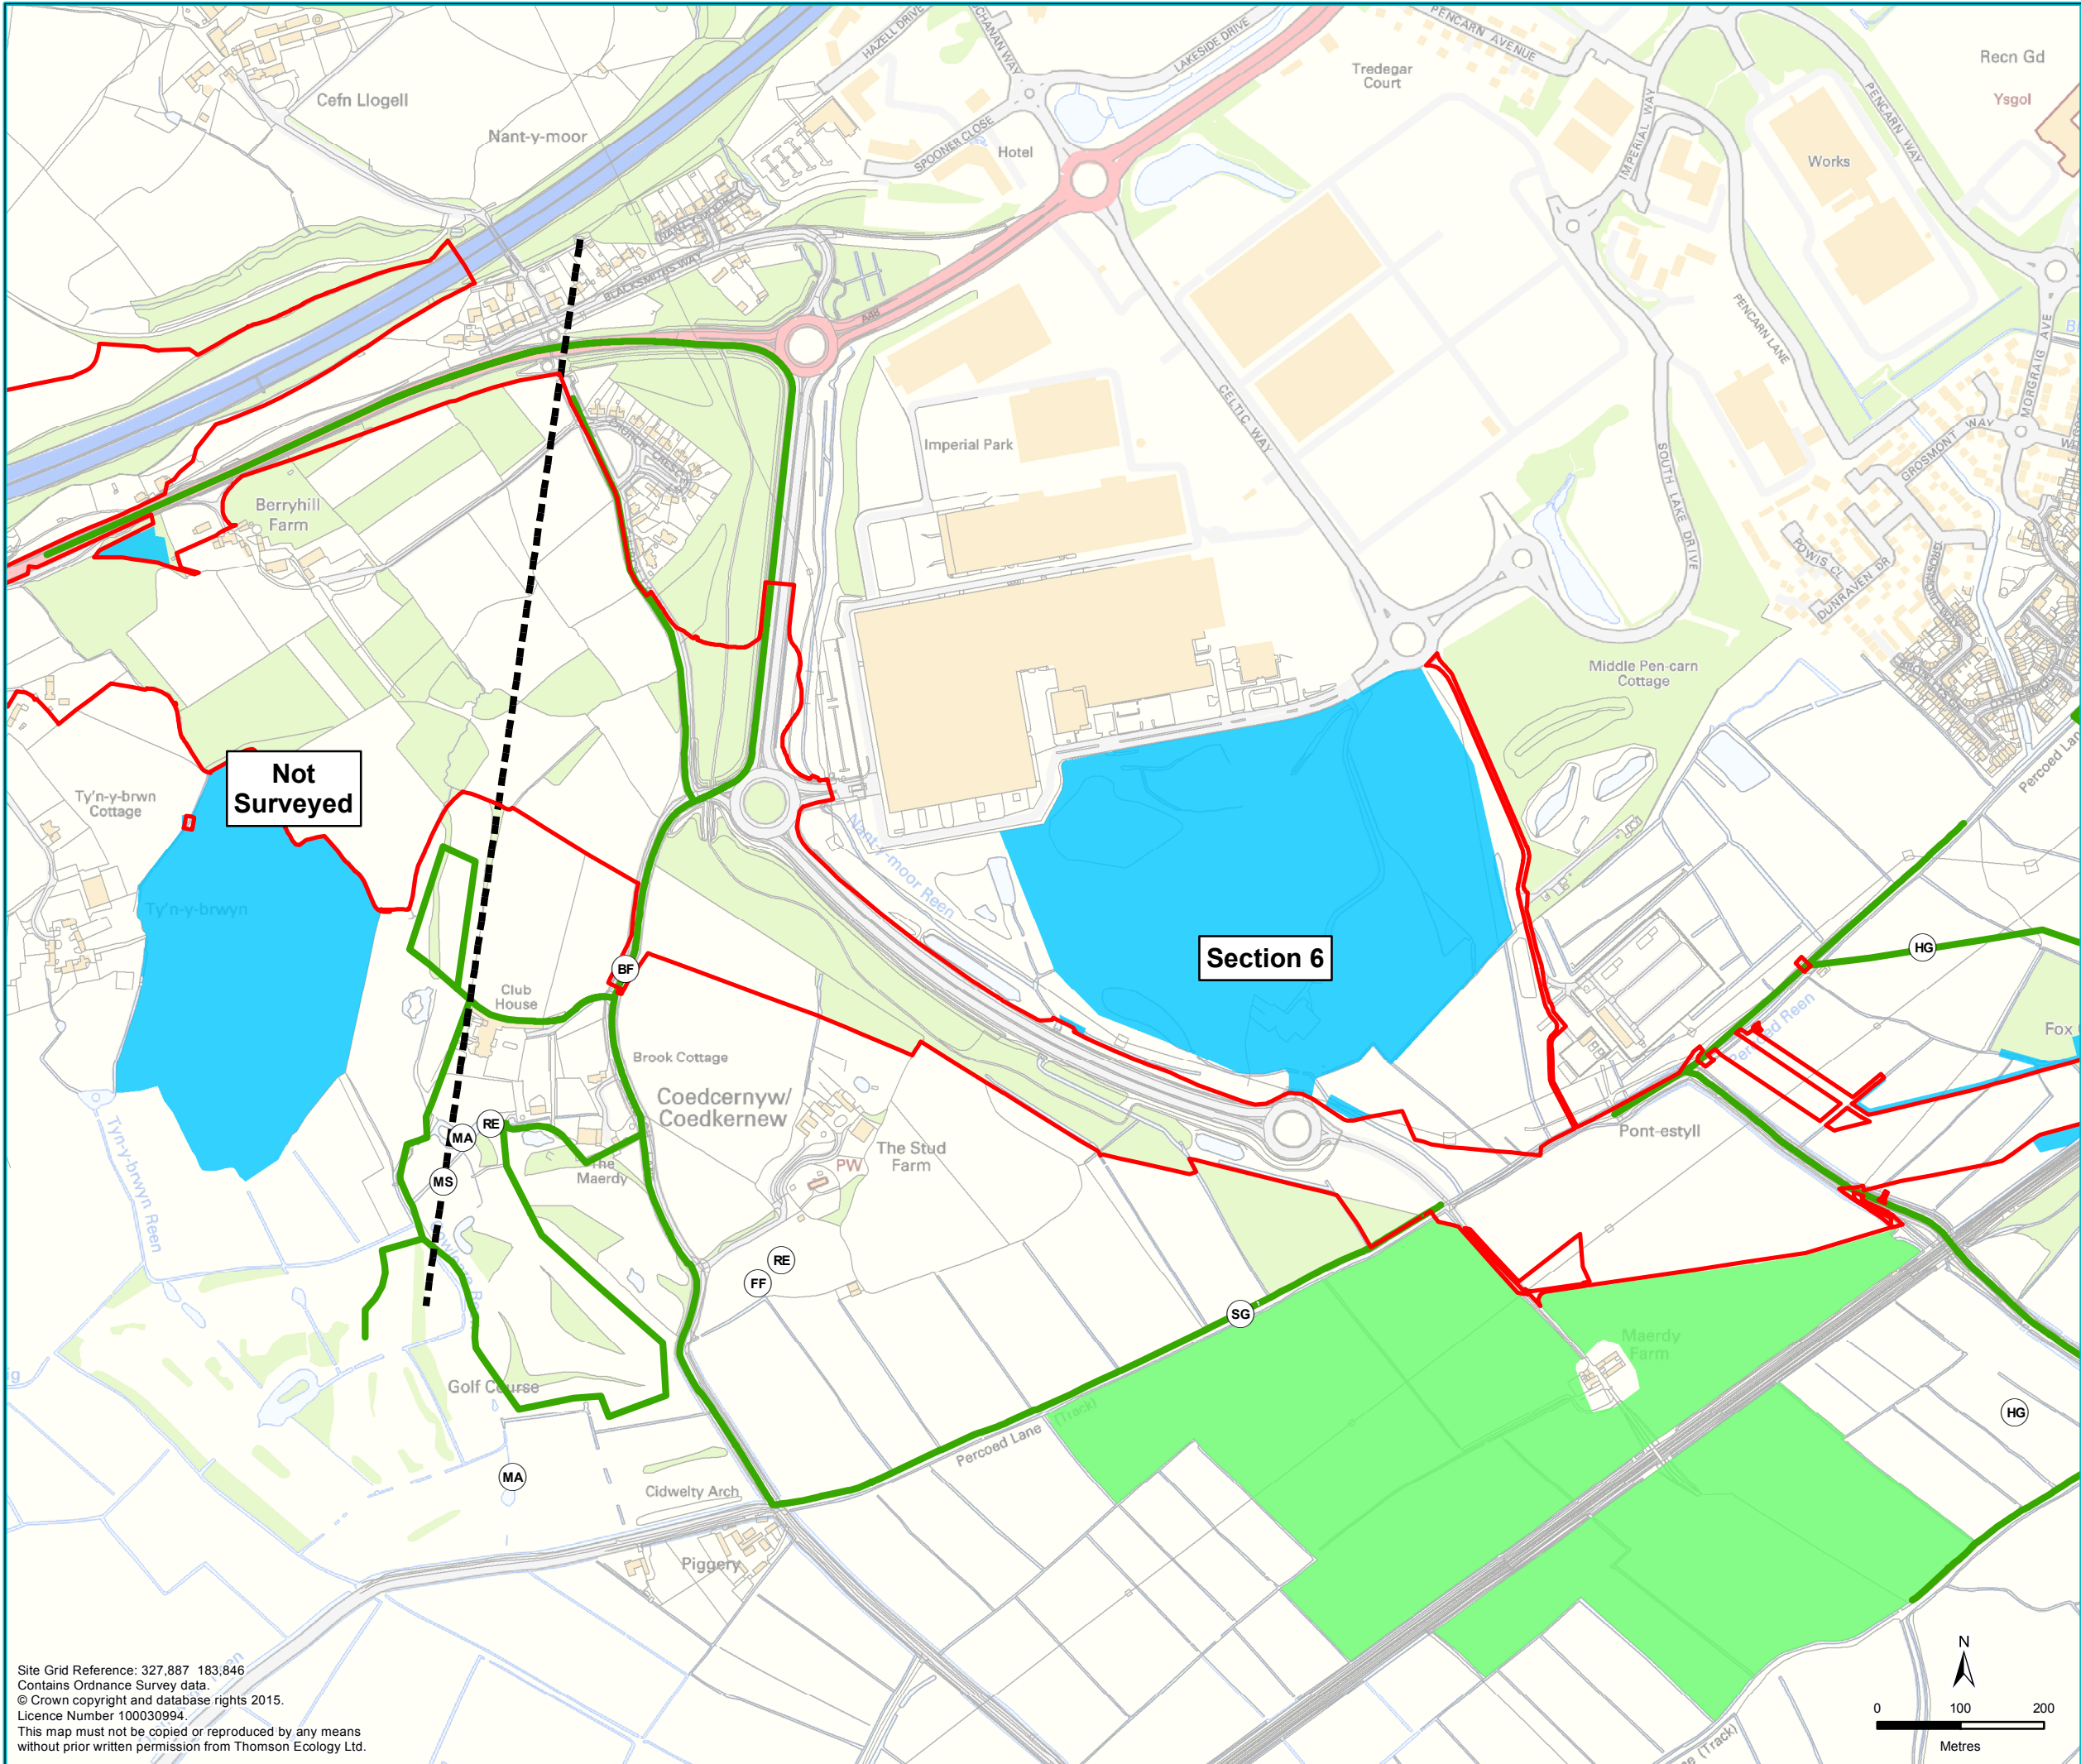 HAZELL DRIVE
LAKESIDE DRIVE
PENCARN AVENUE
Tredegar
Court
Recn Gd
Ysgol
Cefn Llogell
Nant-y-moor
SPOONER CLOSE
Hotel
IMPERIAL WAY
PENCARN WAY
Works
BLACKSMITHS WAY
A48
PENCARN LANE
MORGRAIG AVE
CELTIC WAY
Imperial Park
SOUTH LAKE DRIVE
GROSMONT WAY
POWIS CL
DUNRAVEN DR
Berryhill
Farm
Middle Pen-carn
Cottage
Percoed Lane
Not
Surveyed
Ty'n-y-brwn
Cottage
Ty'n-y-brwyn
Nant-y-moor Reen
Section 6
HG
BF
Club
House
Brook Cottage
Coedcernyw/
Coedkernew
The Stud
Farm
PW
Percoed Reen
Fox
Pont-estyll
MA
RE
MS
The
Maerdy
Tyn-y-brwyn Reen
RE
FF
SG
Maerdy
Farm
Golf Course
HG
Percoed Lane
(Track)
MA
Cidwelty Arch
Piggery
Site Grid Reference: 327,887 183,846
Contains Ordnance Survey data.
© Crown copyright and database rights 2015.
Licence Number 100030994.
This map must not be copied or reproduced by any means
without prior written permission from Thomson Ecology Ltd.
(Track)
N
0 100 200
Metres